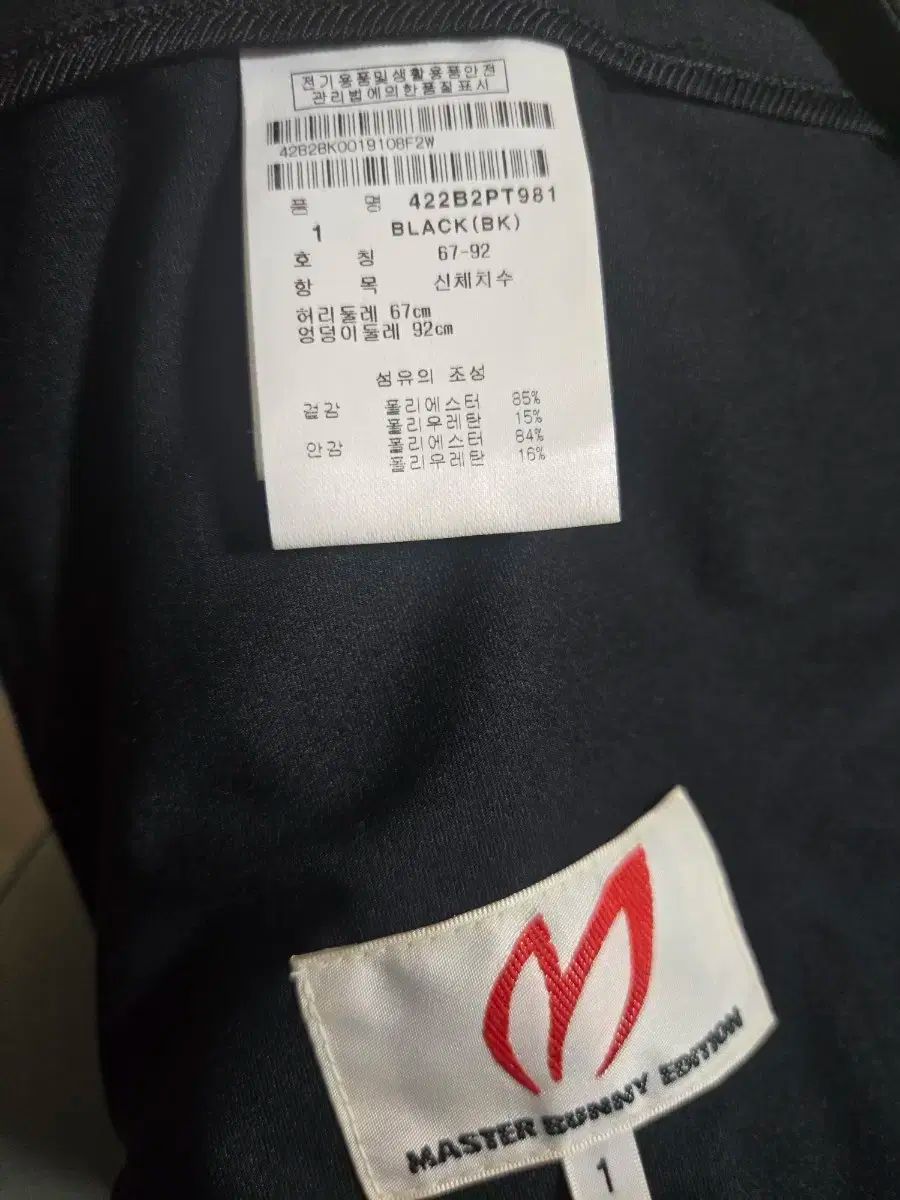 전기용품및생활용품안전
관리법에의한품질표시
42B2BK0019108F2W
품 명 422B2PT981
1 BLACK(BK)
호 칭 67-92
항 목 신체치수
허리둘레 67cm
엉덩이둘레 92cm
섬유의 조성
겉감 폴리에스터 85%
폴리우레탄 15%
안감 폴리에스터 84%
폴리우레탄 16%
MASTER BUNNY EDITION
1